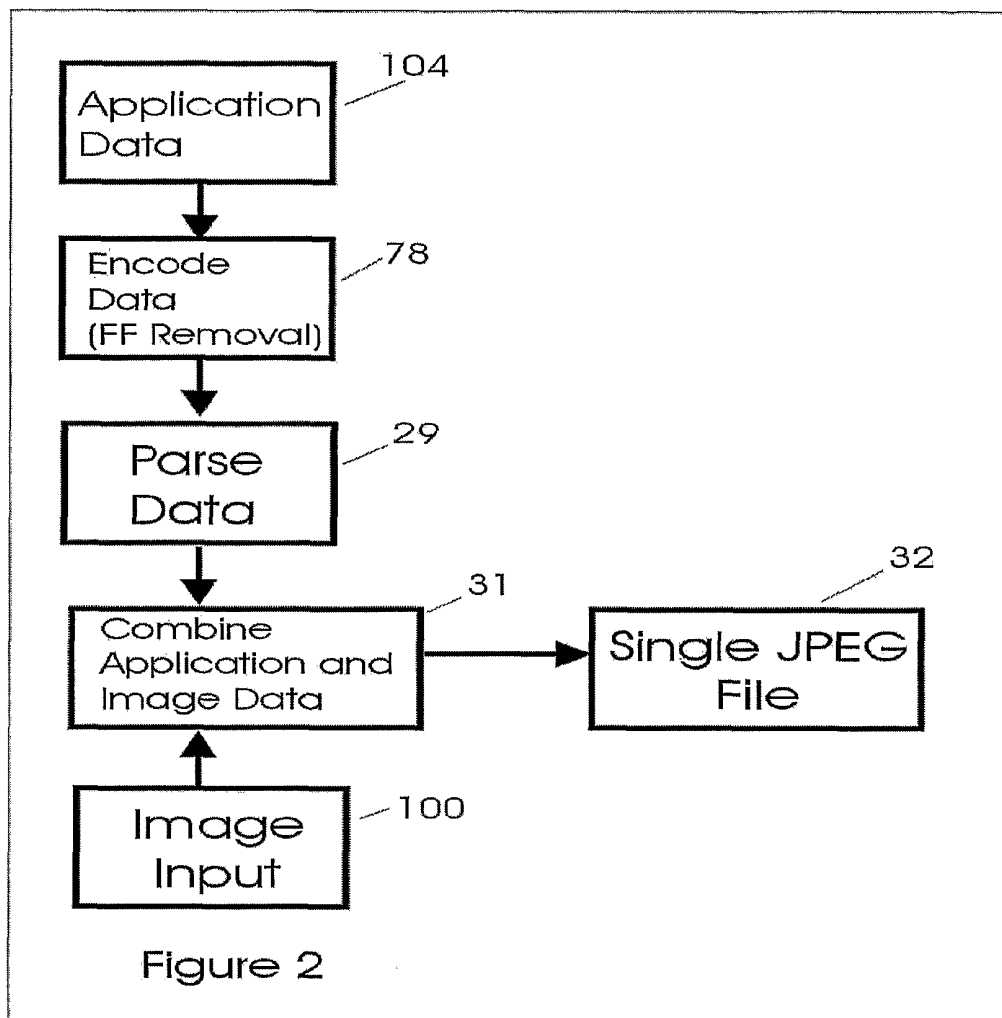 104
Application
Data
78
Encode
Data
(FF Removal)
29
Parse
Data
31
Combine
Application and
Image Data
32
Single JPEG
File
100
Image
Input
Figure 2